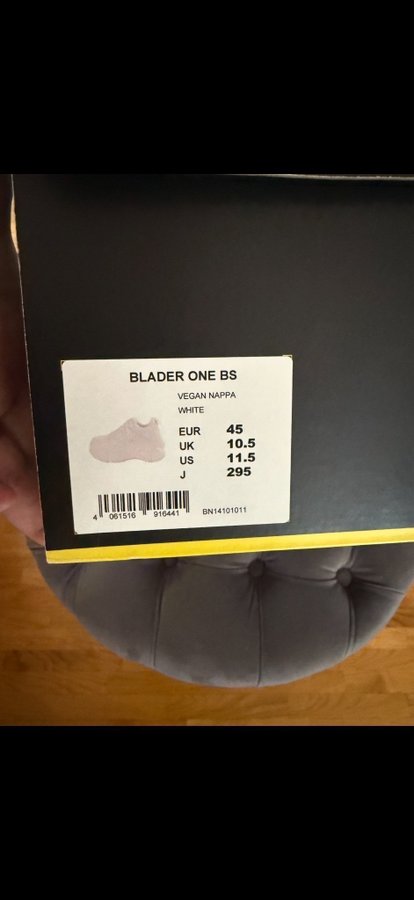 BLADER ONE BS
VEGAN NAPPA
WHITE
EUR 45
UK 10.5
US 11.5
J 295
4 061516 916441 BN14101011